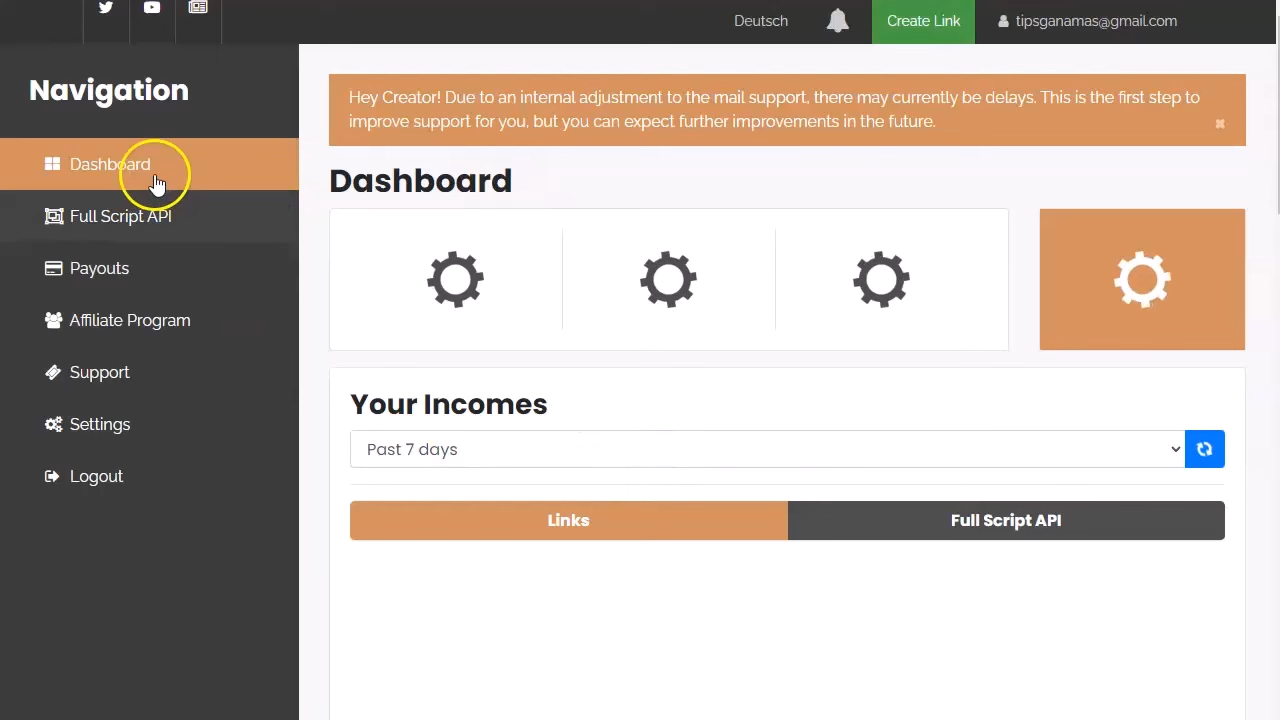 Deutsch
Create Link
tipsganamas@gmail.com
Navigation
Dashboard
Full Script API
Payouts
Affiliate Program
Support
Settings
Logout
Hey Creator! Due to an internal adjustment to the mail support, there may currently be delays. This is the first step to
improve support for you, but you can expect further improvements in the future.
Dashboard
Your Incomes
Past 7 days
Links
Full Script API